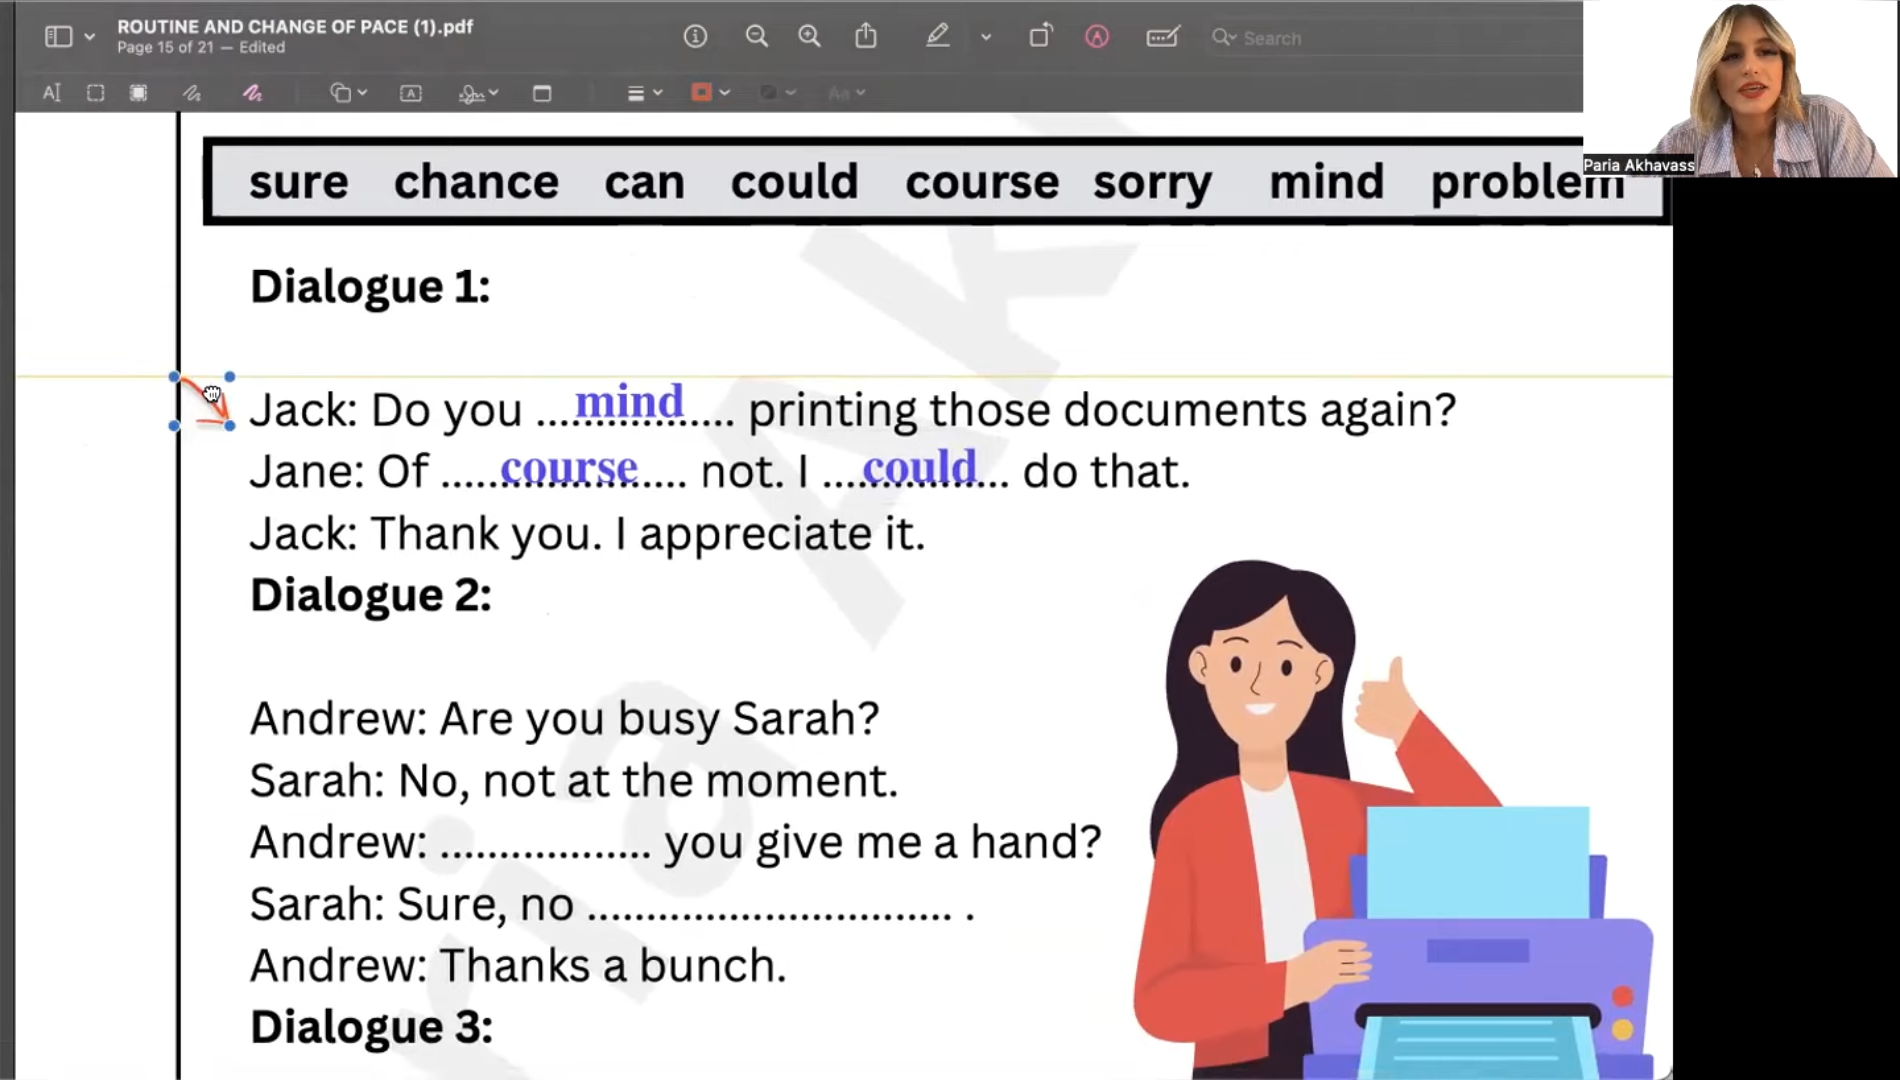 ROUTINE AND CHANGE OF PACE (1).pdf
Page 15 of 21 — Edited
Search
Paria Akhavass
sure chance can could course sorry mind problem
Dialogue 1:
Jack: Do you ....mind.... printing those documents again?
Jane: Of .....course.... not. I ....could... do that.
Jack: Thank you. I appreciate it.
Dialogue 2:
Andrew: Are you busy Sarah?
Sarah: No, not at the moment.
Andrew: .................. you give me a hand?
Sarah: Sure, no ............................... .
Andrew: Thanks a bunch.
Dialogue 3: